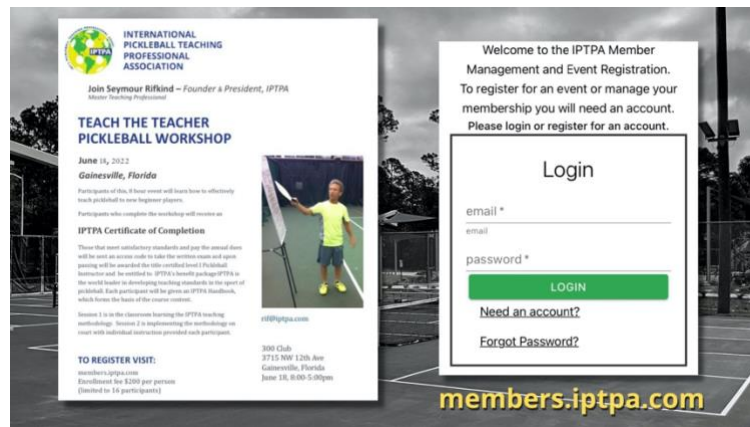 IPTPA
INTERNATIONAL
PICKLEBALL TEACHING
PROFESSIONAL
ASSOCIATION
Join Seymour Rifkind – Founder & President, IPTPA
Master Teaching Professional
TEACH THE TEACHER
PICKLEBALL WORKSHOP
June 18, 2022
Gainesville, Florida
Participants of this, 8 hour event will learn how to effectively
teach pickleball to new beginner players.
Participants who complete the workshop will receive an
IPTPA Certificate of Completion
Those that meet satisfactory standards and pay the annual dues
will be sent an access code to take the written exam and upon
passing will be awarded the title certified level I Pickleball
Instructor and be entitled to IPTPA's benefit package IPTPA is
the world leader in developing teaching standards in the sport of
pickleball. Each participant will be given an IPTPA Handbook,
which forms the basis of the course content.
Session 1 is in the classroom learning the IPTPA teaching
methodology. Session 2 is implementing the methodology on
court with individual instruction provided each participant.
TO REGISTER VISIT:
members.iptpa.com
Enrollment fee $200 per person
(limited to 16 participants)
300 Club
3715 NW 12th Ave
Gainesville, Florida
June 18, 8:00-5:00pm
Welcome to the IPTPA Member
Management and Event Registration.
To register for an event or manage your
membership you will need an account.
Please login or register for an account.
Login
email *
email
password *
LOGIN
Need an account?
Forgot Password?
members.iptpa.com